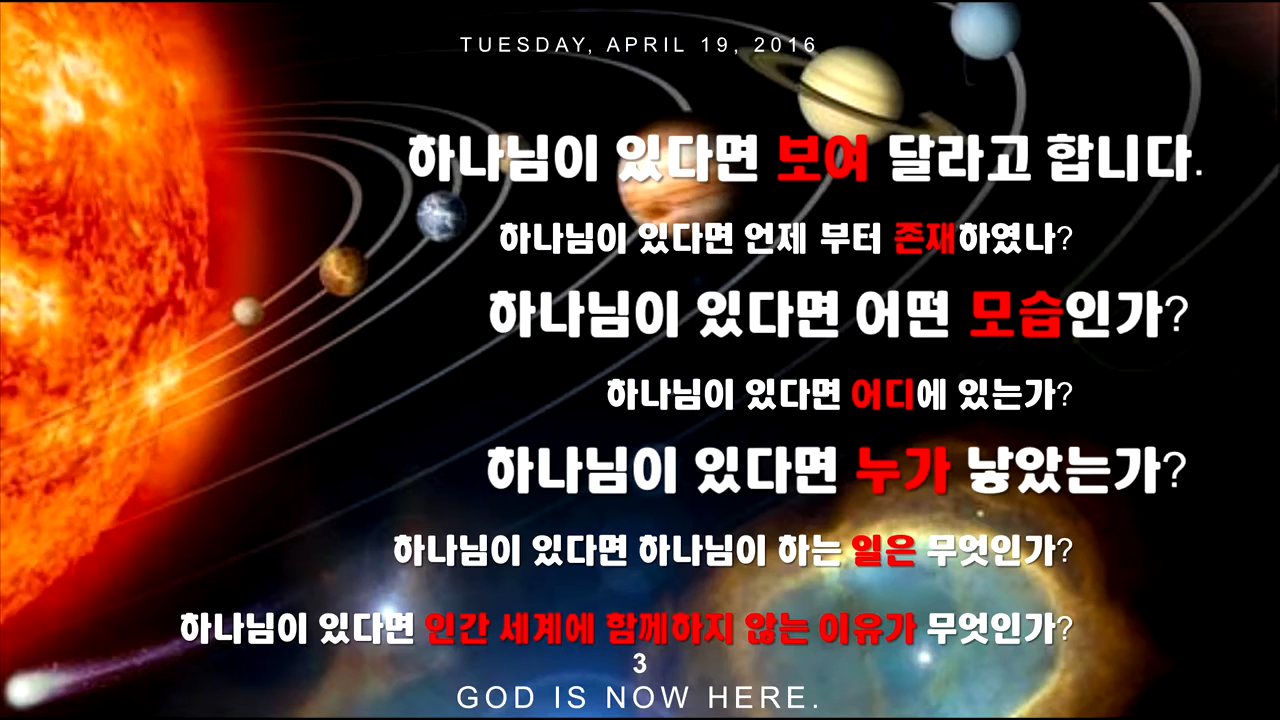 TUESDAY, APRIL 19, 2016
하나님이 있다면 보여 달라고 합니다.
하나님이 있다면 언제 부터 존재하였나?
하나님이 있다면 어떤 모습인가?
하나님이 있다면 어디에 있는가?
하나님이 있다면 누가 낳았는가?
하나님이 있다면 하나님이 하는 일은 무엇인가?
하나님이 있다면 인간 세계에 함께하지 않는 이유가 무엇인가?
3
GOD IS NOW HERE.